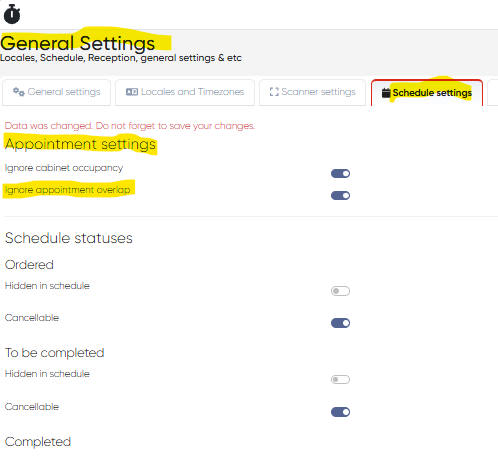 General Settings
Locales, Schedule, Reception, general settings & etc
General settings
Locales and Timezones
Scanner settings
Schedule settings
Data was changed. Do not forget to save your changes.
Appointment settings
Ignore cabinet occupancy
Ignore appointment overlap
Schedule statuses
Ordered
Hidden in schedule
Cancellable
To be completed
Hidden in schedule
Cancellable
Completed